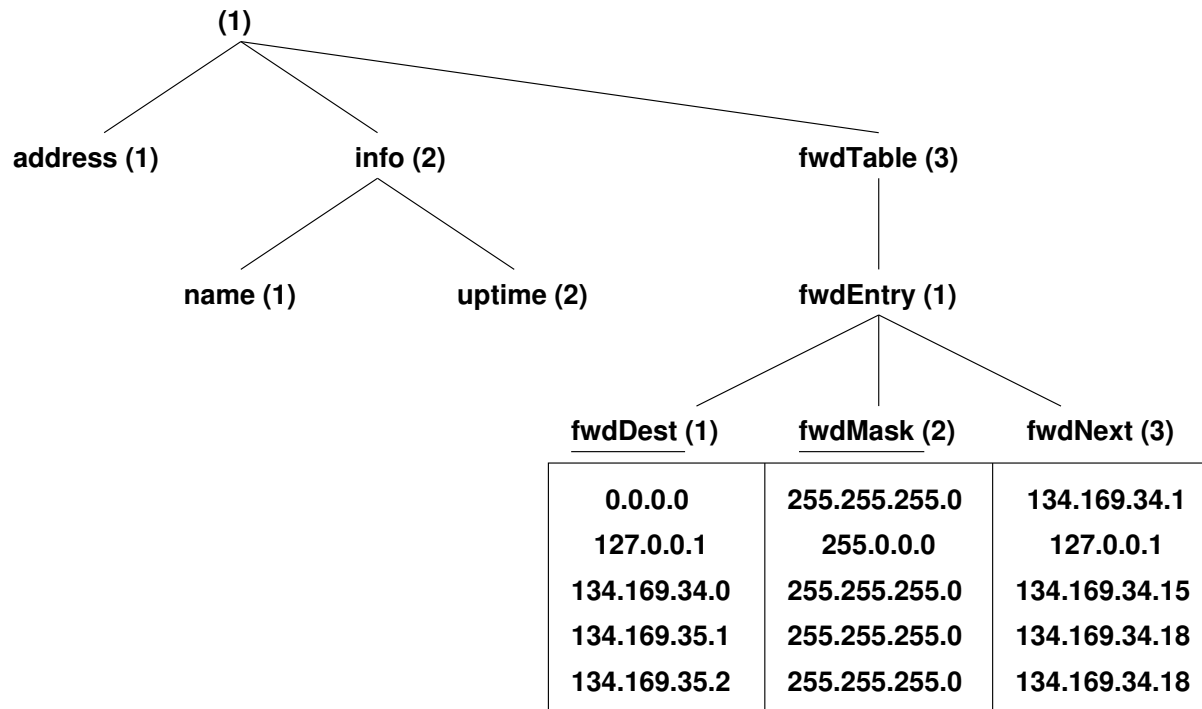 (1)
address (1) info (2) fwdTable (3)
name (1) uptime (2) fwdEntry (1)
fwdDest (1) fwdMask (2) fwdNext (3)
0.0.0.0 255.255.255.0 134.169.34.1
127.0.0.1 255.0.0.0 127.0.0.1
134.169.34.0 255.255.255.0 134.169.34.15
134.169.35.1 255.255.255.0 134.169.34.18
134.169.35.2 255.255.255.0 134.169.34.18